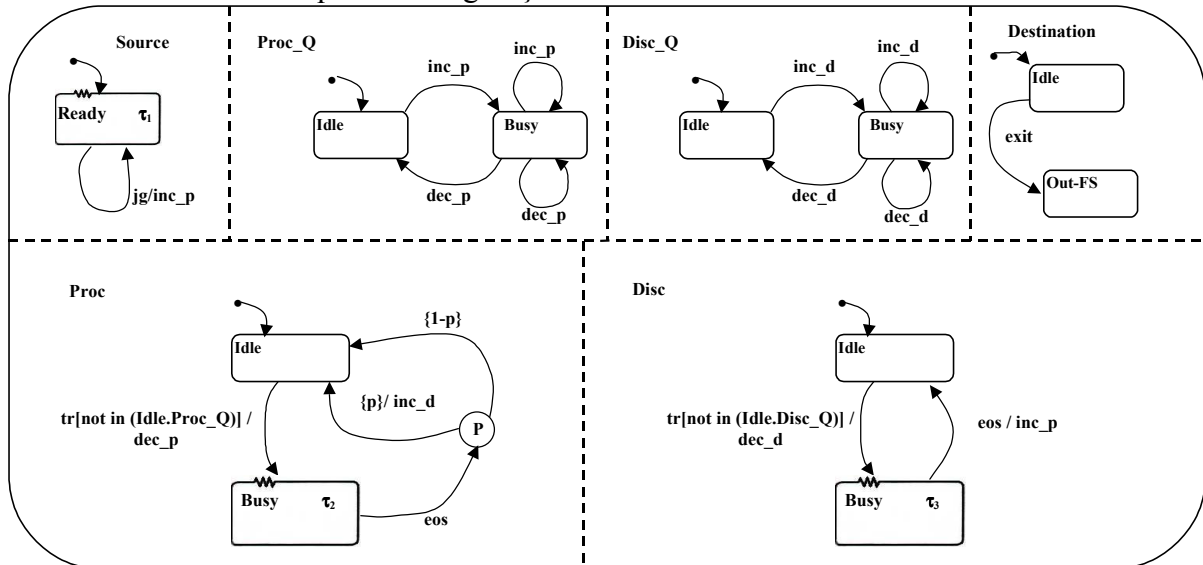 Source
Ready τ1
jg/inc_p
Proc_Q
inc_p
inc_p
Idle
Busy
dec_p
dec_p
Disc_Q
inc_d
inc_d
Idle
Busy
dec_d
dec_d
Destination
Idle
exit
Out-FS
Proc
{1-p}
Idle
{p}/ inc_d
P
tr[not in (Idle.Proc_Q)] /
dec_p
Busy τ2
eos
Disc
Idle
tr[not in (Idle.Disc_Q)] /
dec_d
eos / inc_p
Busy τ3